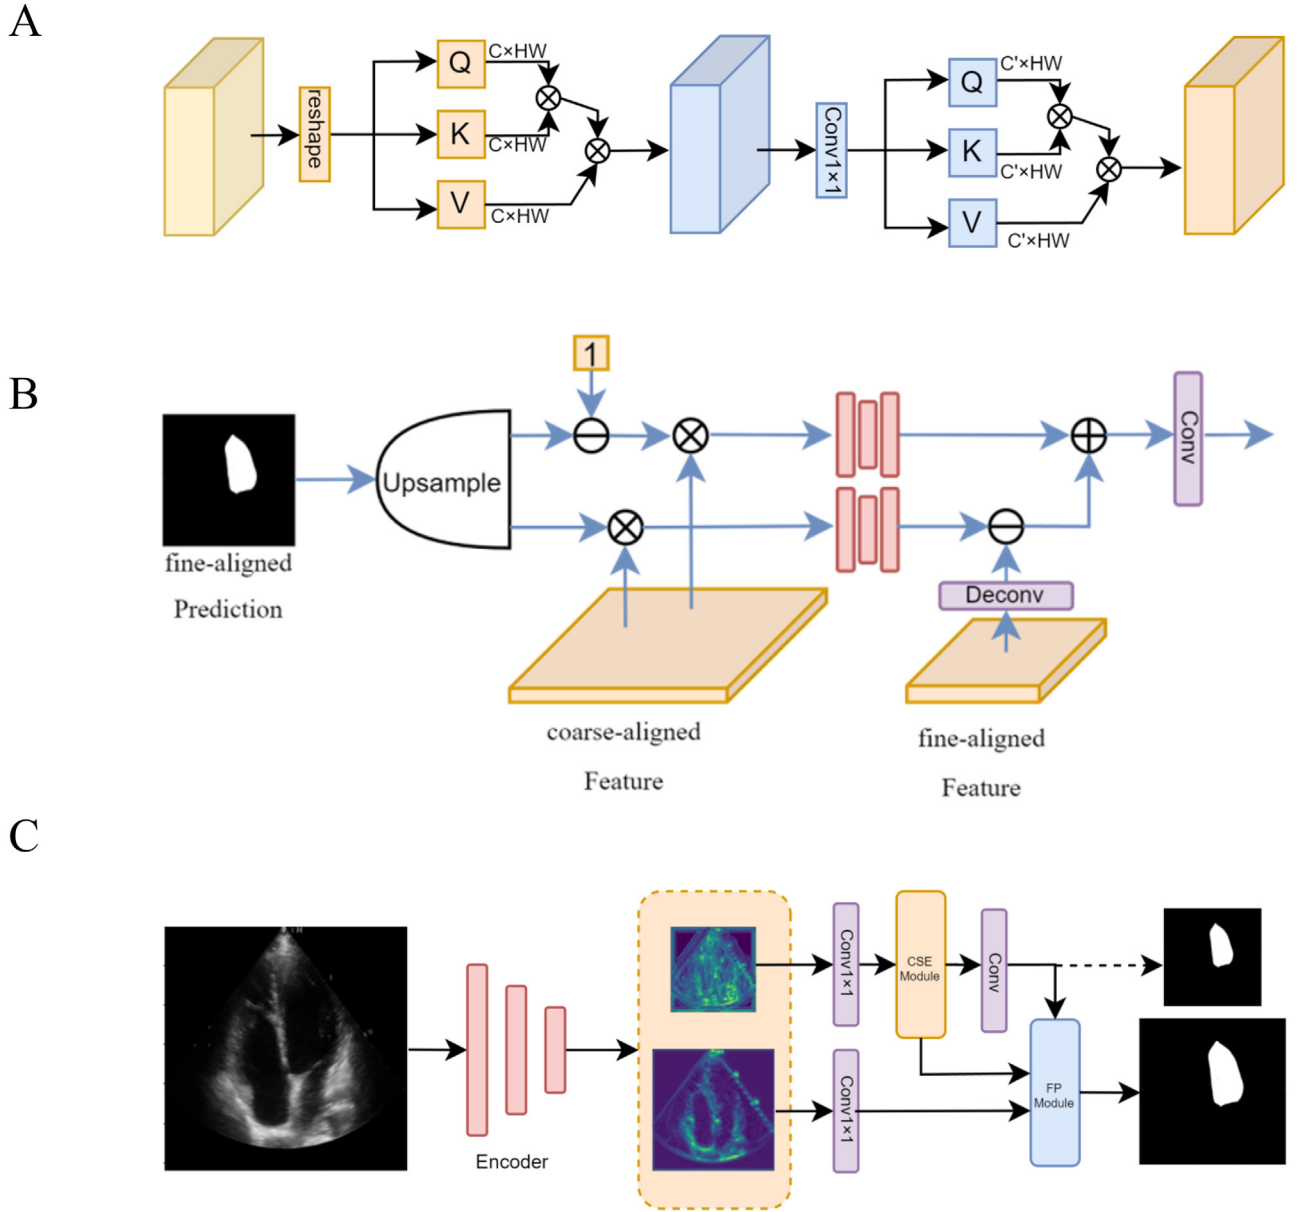 A
reshape
Q
K
V
C×HW
C×HW
C×HW
Conv1×1
Q
K
V
C'×HW
C'×HW
C'×HW
B
1
Upsample
fine-aligned
Prediction
Conv
Deconv
coarse-aligned
Feature
fine-aligned
Feature
C
Encoder
Conv1×1
CSE
Module
Conv
Conv1×1
FP
Module